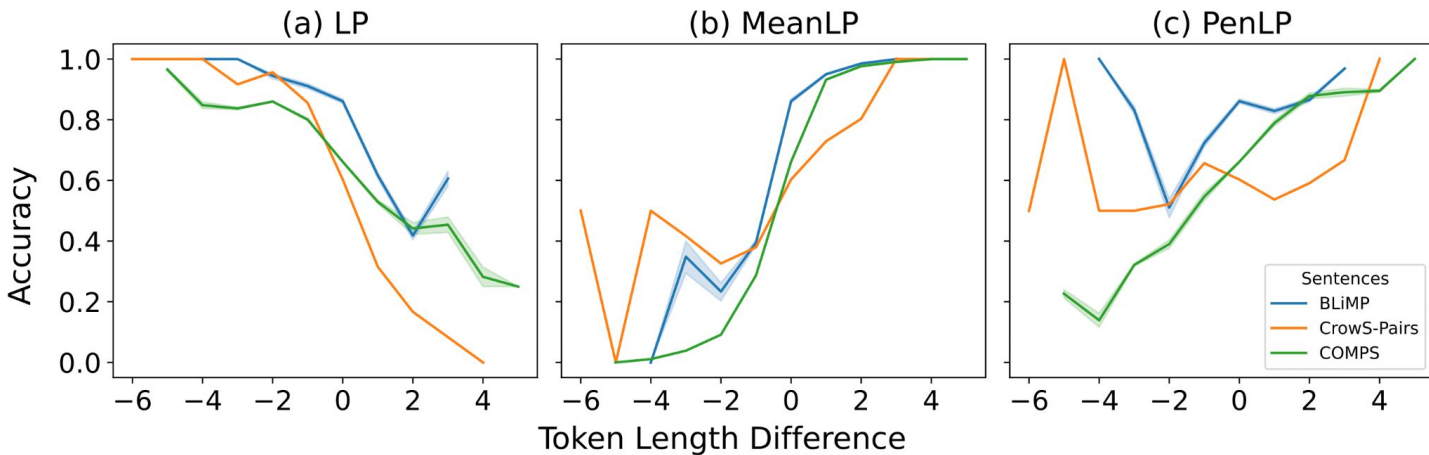 (a) LP
(b) MeanLP
(c) PenLP
Accuracy
1.0
0.8
0.6
0.4
0.2
0.0
−6 −4 −2 0 2 4
−6 −4 −2 0 2 4
−6 −4 −2 0 2 4
Token Length Difference
Sentences
BLiMP
CrowS-Pairs
COMPS